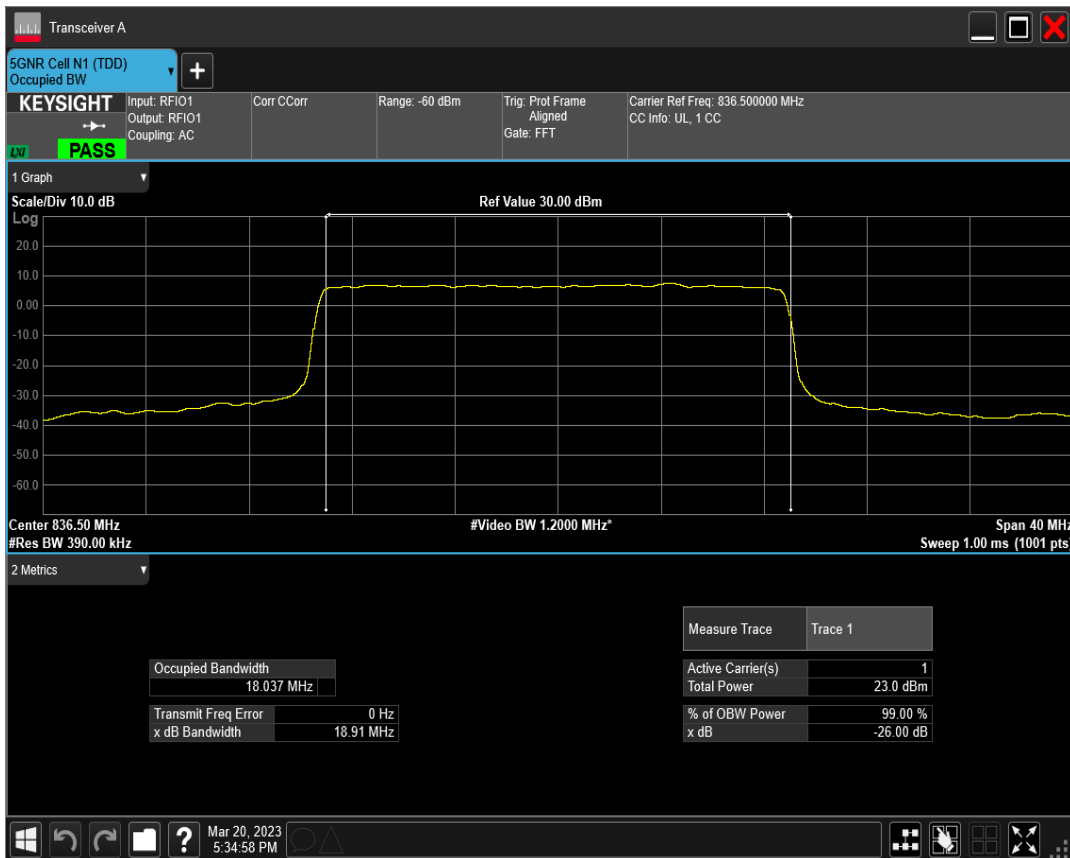 Transceiver A
5GNR Cell N1 (TDD)
Occupied BW
+
KEYSIGHT
LXI
PASS
Input: RFIO1
Output: RFIO1
Coupling: AC
Corr CCorr
Range: -60 dBm
Trig: Prot Frame
Aligned
Gate: FFT
Carrier Ref Freq: 836.500000 MHz
CC Info: UL, 1 CC
1 Graph
Scale/Div 10.0 dB
Ref Value 30.00 dBm
Log
20.0
10.0
0.00
-10.0
-20.0
-30.0
-40.0
-50.0
-60.0
Center 836.50 MHz
#Video BW 1.2000 MHz*
Span 40 MHz
#Res BW 390.00 kHz
Sweep 1.00 ms (1001 pts)
2 Metrics
Measure Trace
Trace 1
Occupied Bandwidth
18.037 MHz
Active Carrier(s) 1
Total Power 23.0 dBm
Transmit Freq Error 0 Hz
x dB Bandwidth 18.91 MHz
% of OBW Power 99.00 %
x dB -26.00 dB
?
Mar 20, 2023
5:34:58 PM